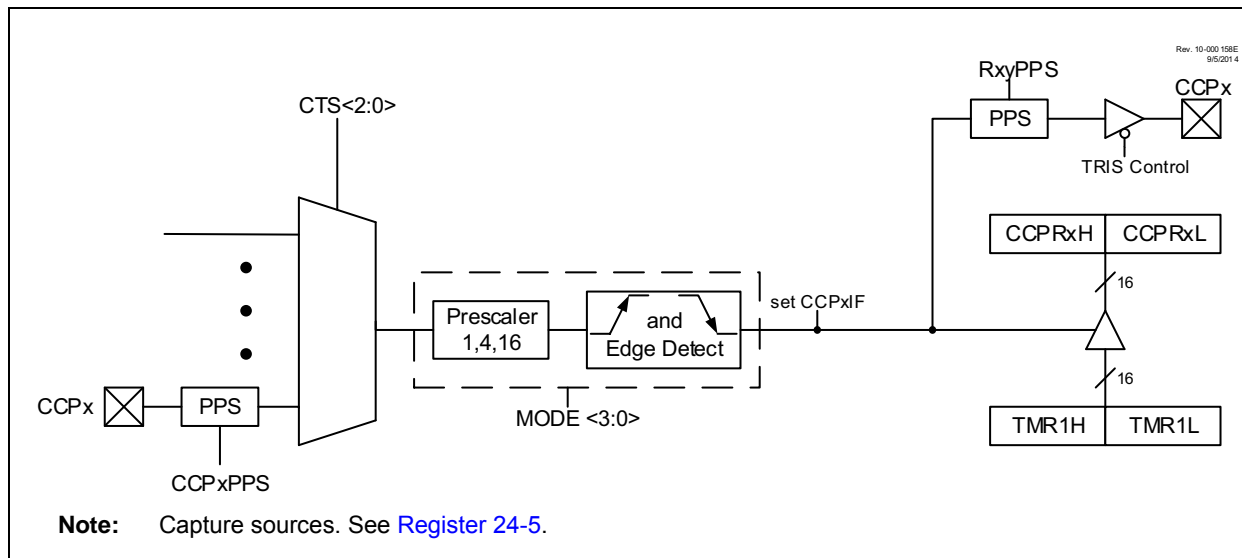 Rev. 10-000 158E
9/5/2014
RxyPPS
CCPx
CTS<2:0>
PPS
TRIS Control
CCPRxH CCPRxL
16
set CCPxIF
Prescaler
1,4,16
and
Edge Detect
16
CCPx
PPS
MODE <3:0>
TMR1H TMR1L
CCPxPPS
Note: Capture sources. See Register 24-5.